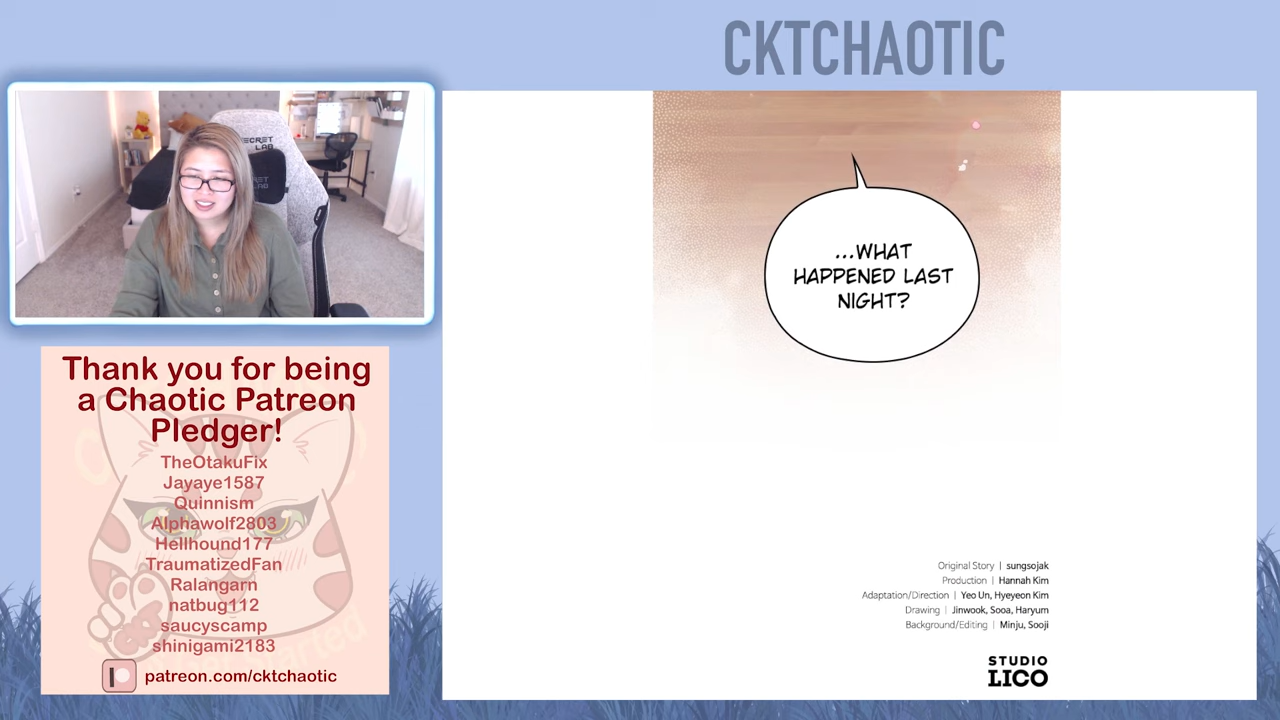 CKTCHAOTIC
SECRET
LAB
...WHAT
HAPPENED LAST
NIGHT?
Thank you for being
a Chaotic Patreon
Pledger!
TheOtakuFix
Jayaye1587
Quinnism
Alphawolf2803
Hellhound177
TraumatizedFan
Ralangarn
natbug112
saucyscamp
shinigami2183
patreon.com/cktchaotic
Original Story | sungsojak
Production | Hannah Kim
Adaptation/Direction | Yeo Un, Hyeyeon Kim
Drawing | Jinwook, Sooa, Haryum
Background/Editing | Minju, Sooji
STUDIO
LICO